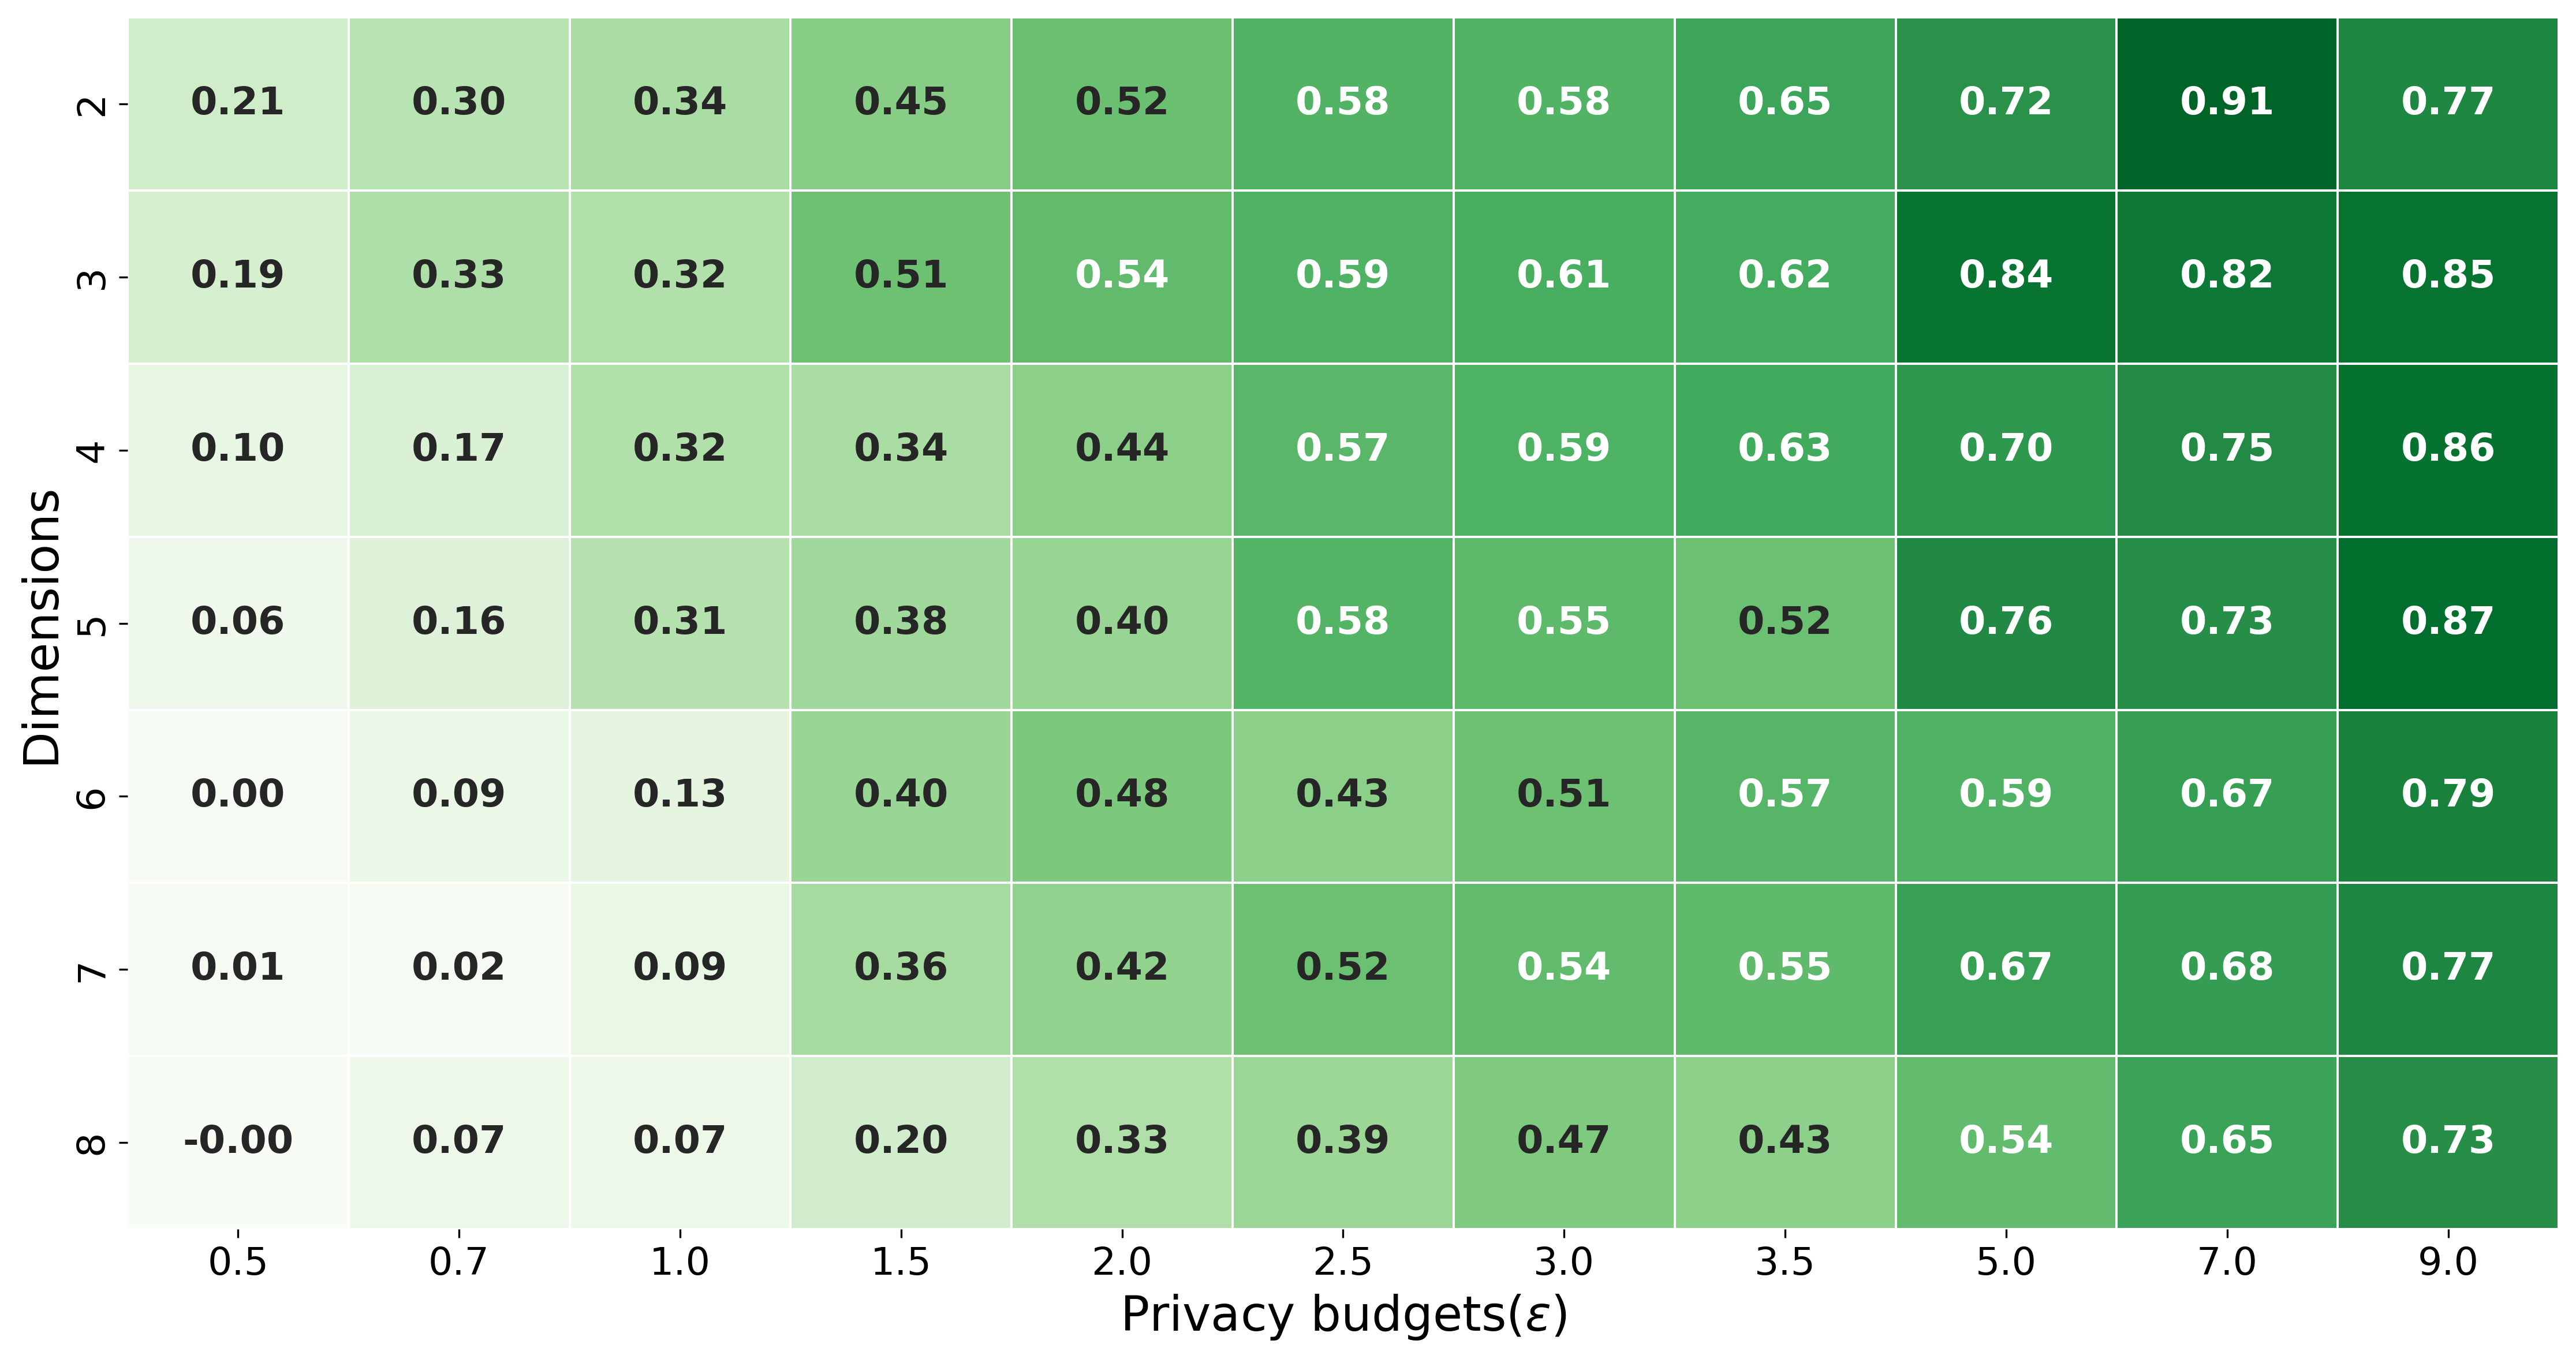 2 0.21 0.30 0.34 0.45 0.52 0.58 0.58 0.65 0.72 0.91 0.77
3 0.19 0.33 0.32 0.51 0.54 0.59 0.61 0.62 0.84 0.82 0.85
4 0.10 0.17 0.32 0.34 0.44 0.57 0.59 0.63 0.70 0.75 0.86
Dimensions
5 0.06 0.16 0.31 0.38 0.40 0.58 0.55 0.52 0.76 0.73 0.87
6 0.00 0.09 0.13 0.40 0.48 0.43 0.51 0.57 0.59 0.67 0.79
7 0.01 0.02 0.09 0.36 0.42 0.52 0.54 0.55 0.67 0.68 0.77
8 -0.00 0.07 0.07 0.20 0.33 0.39 0.47 0.43 0.54 0.65 0.73
0.5 0.7 1.0 1.5 2.0 2.5 3.0 3.5 5.0 7.0 9.0
Privacy budgets(ε)